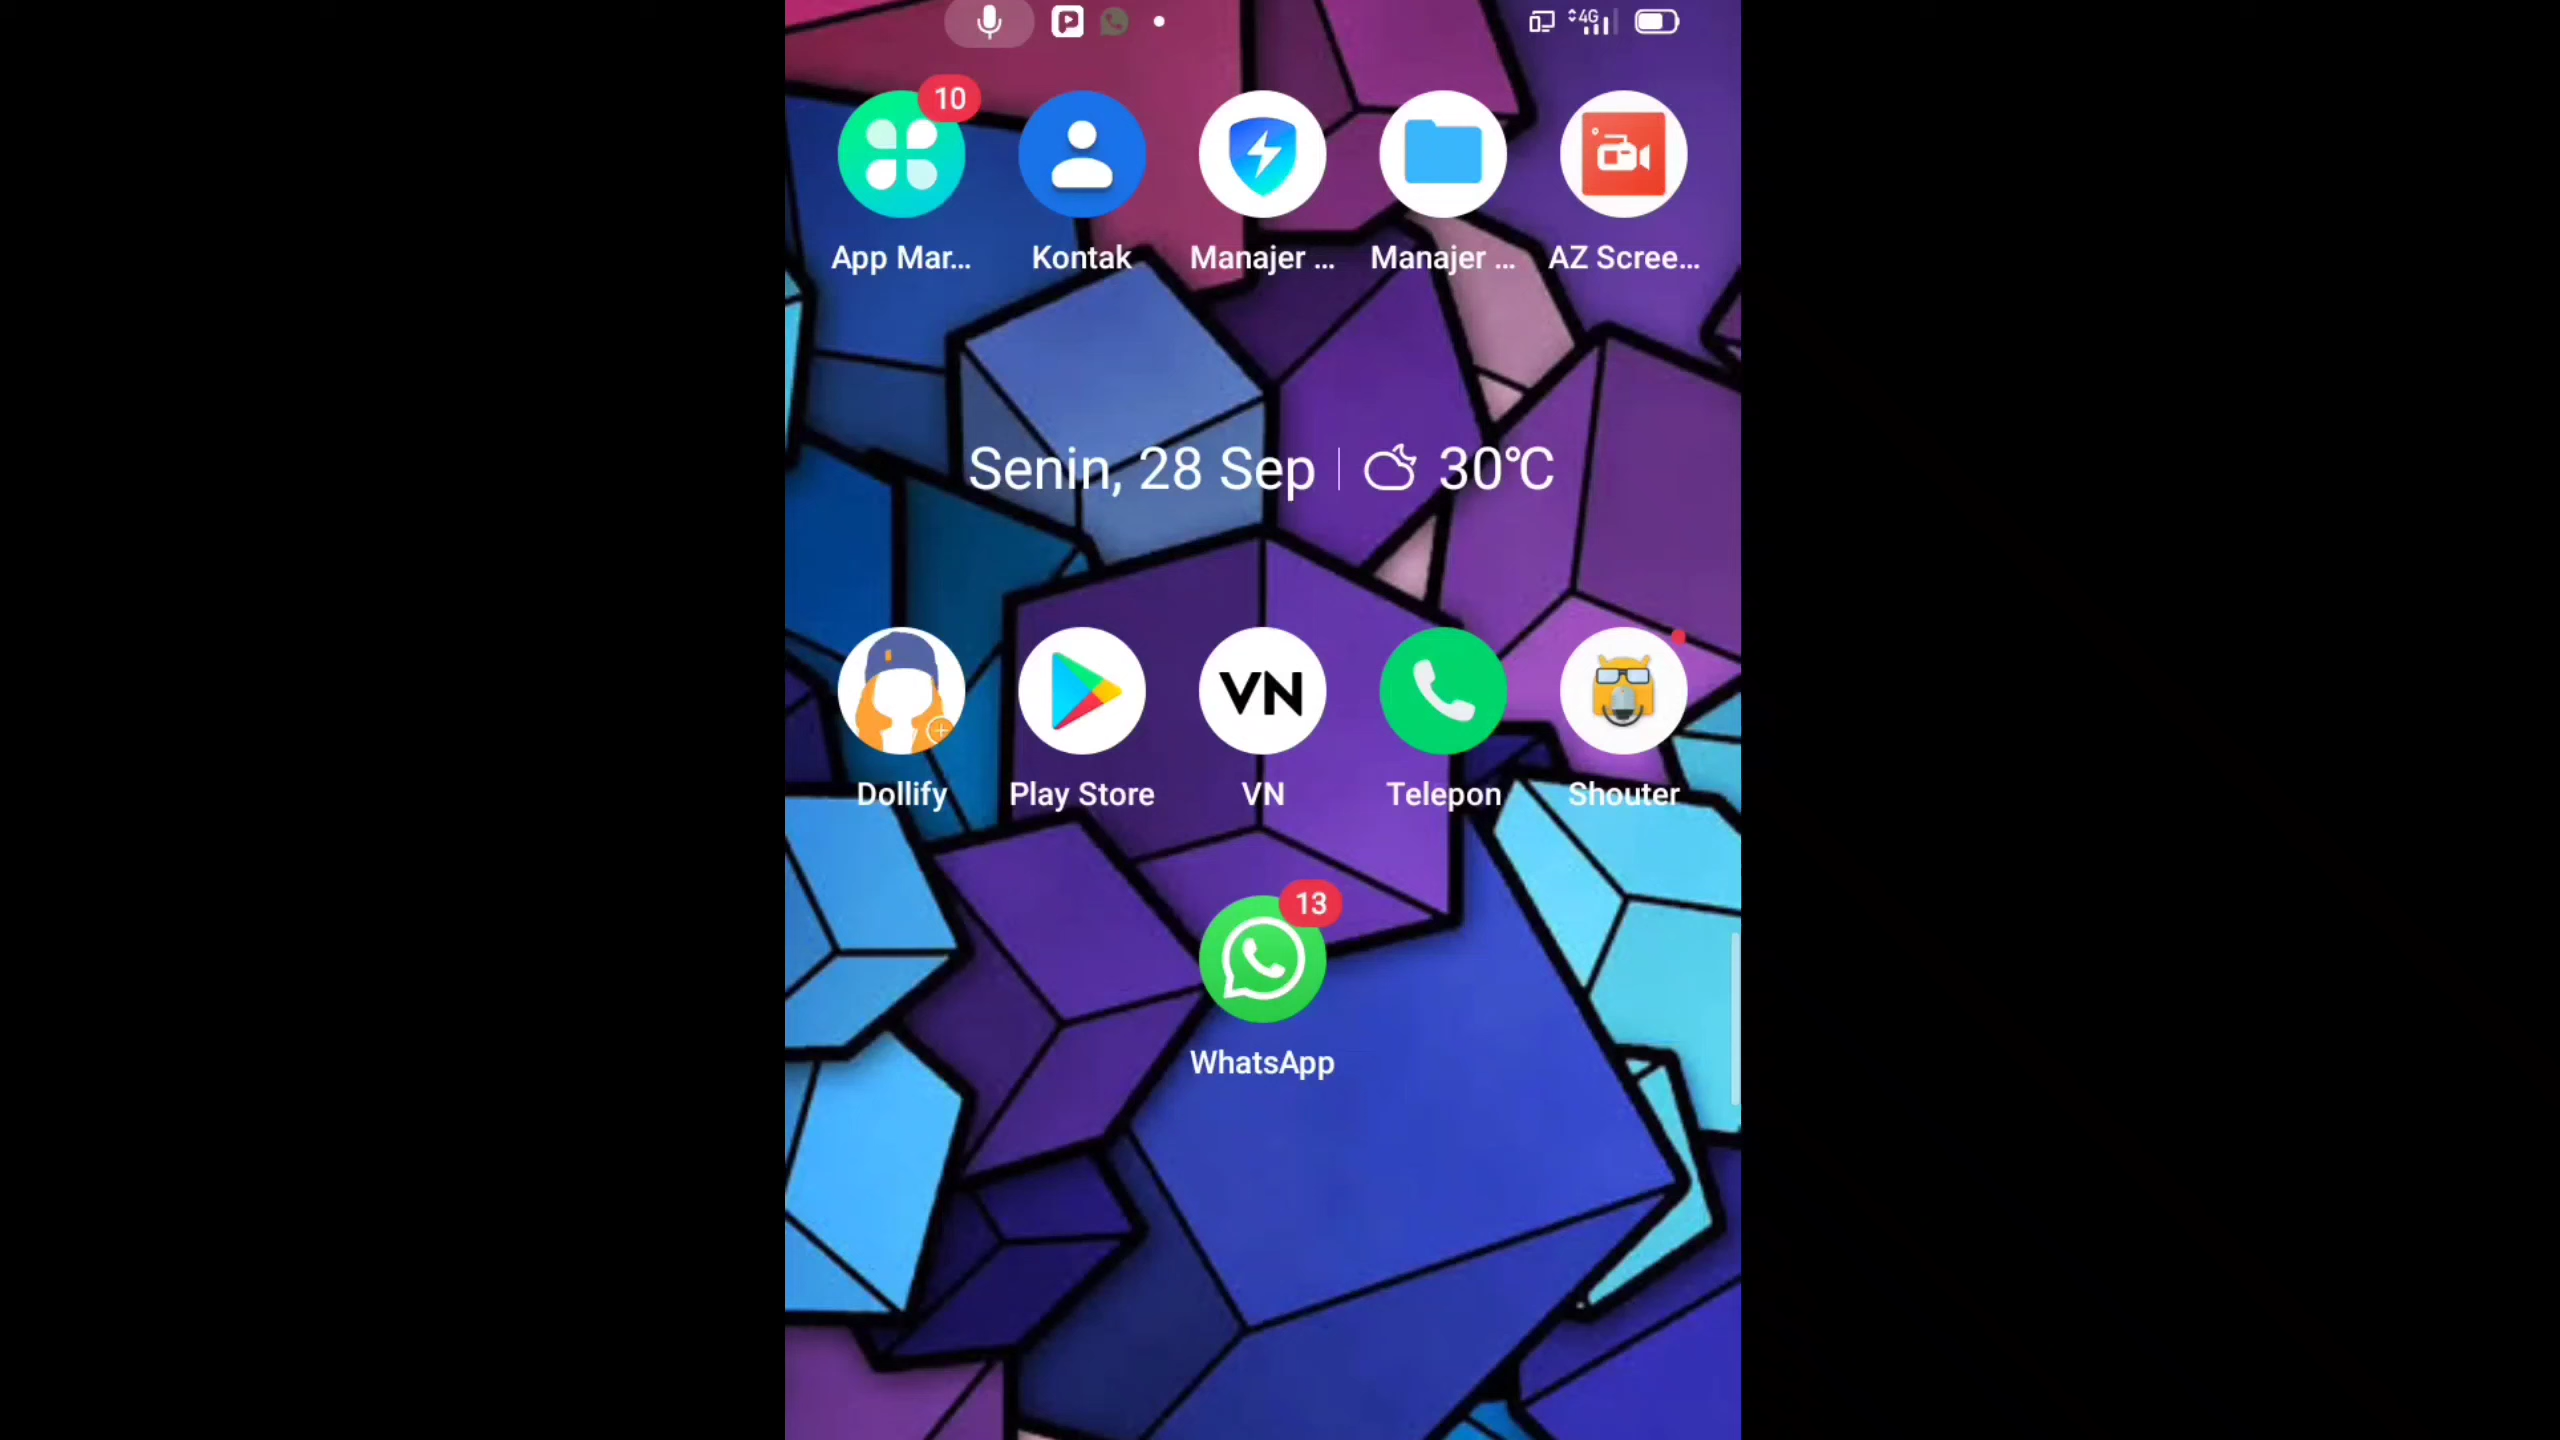 4G
10
App Mar... Kontak Manajer ... Manajer ... AZ Scree...
Senin, 28 Sep 30°C
VN
Dollify Play Store VN Telepon Shouter
13
WhatsApp